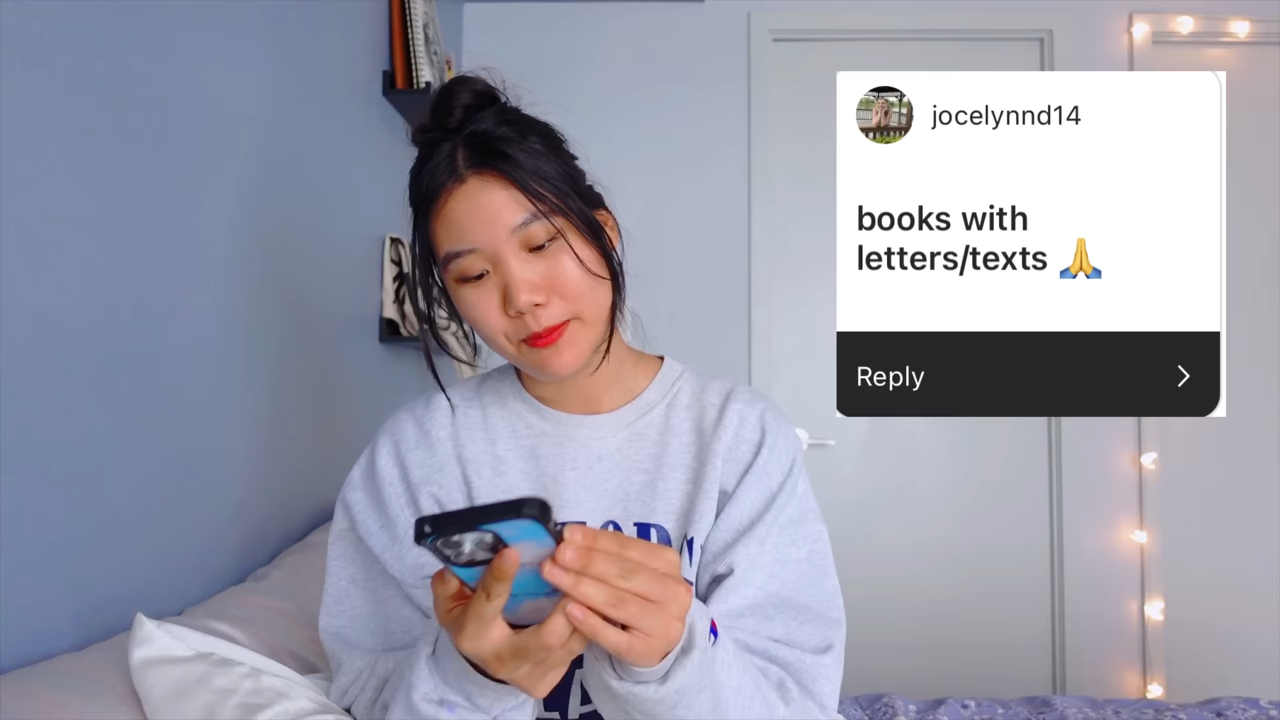 jocelynnd14
books with
letters/texts 🙏
Reply